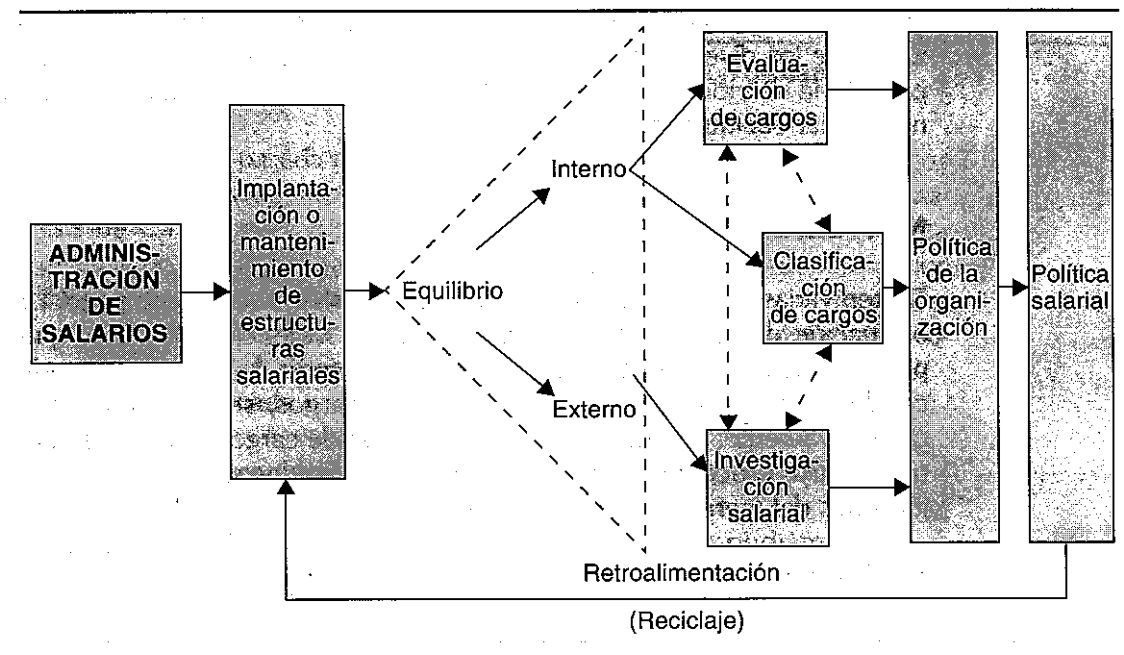 ADMINIS-
TRACIÓN
DE
SALARIOS
Implanta-
ción o
manteni-
miento
de
estructu-
ras
salariales
Equilibrio
Interno
Externo
Evalua-
ción
de cargos
Clasifica-
ción
de cargos
Investiga-
ción
salarial
Política
de la
organi-
zación
Política
salarial
Retroalimentación
(Reciclaje)